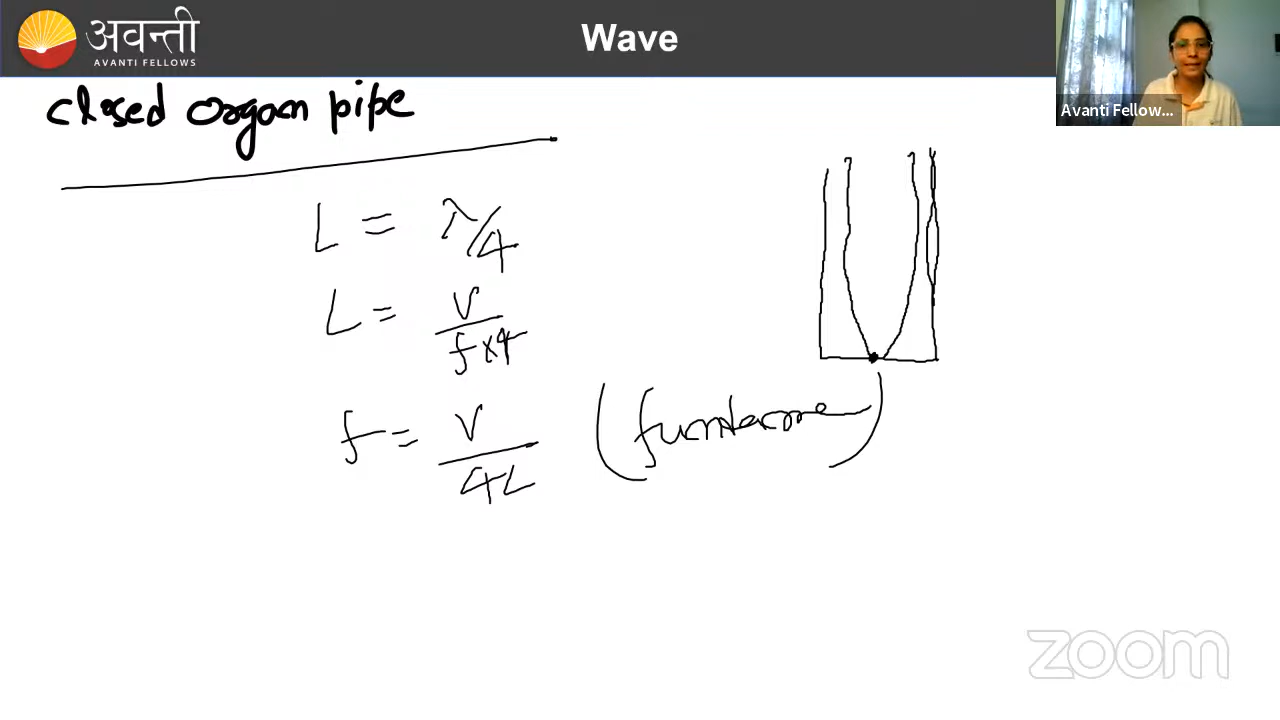 अवन्ती
AVANTI FELLOWS
Wave
Avanti Fellow...
closed organ pipe
L = λ/4
L = v/f×4
f = v/4L (fundame)
zoom